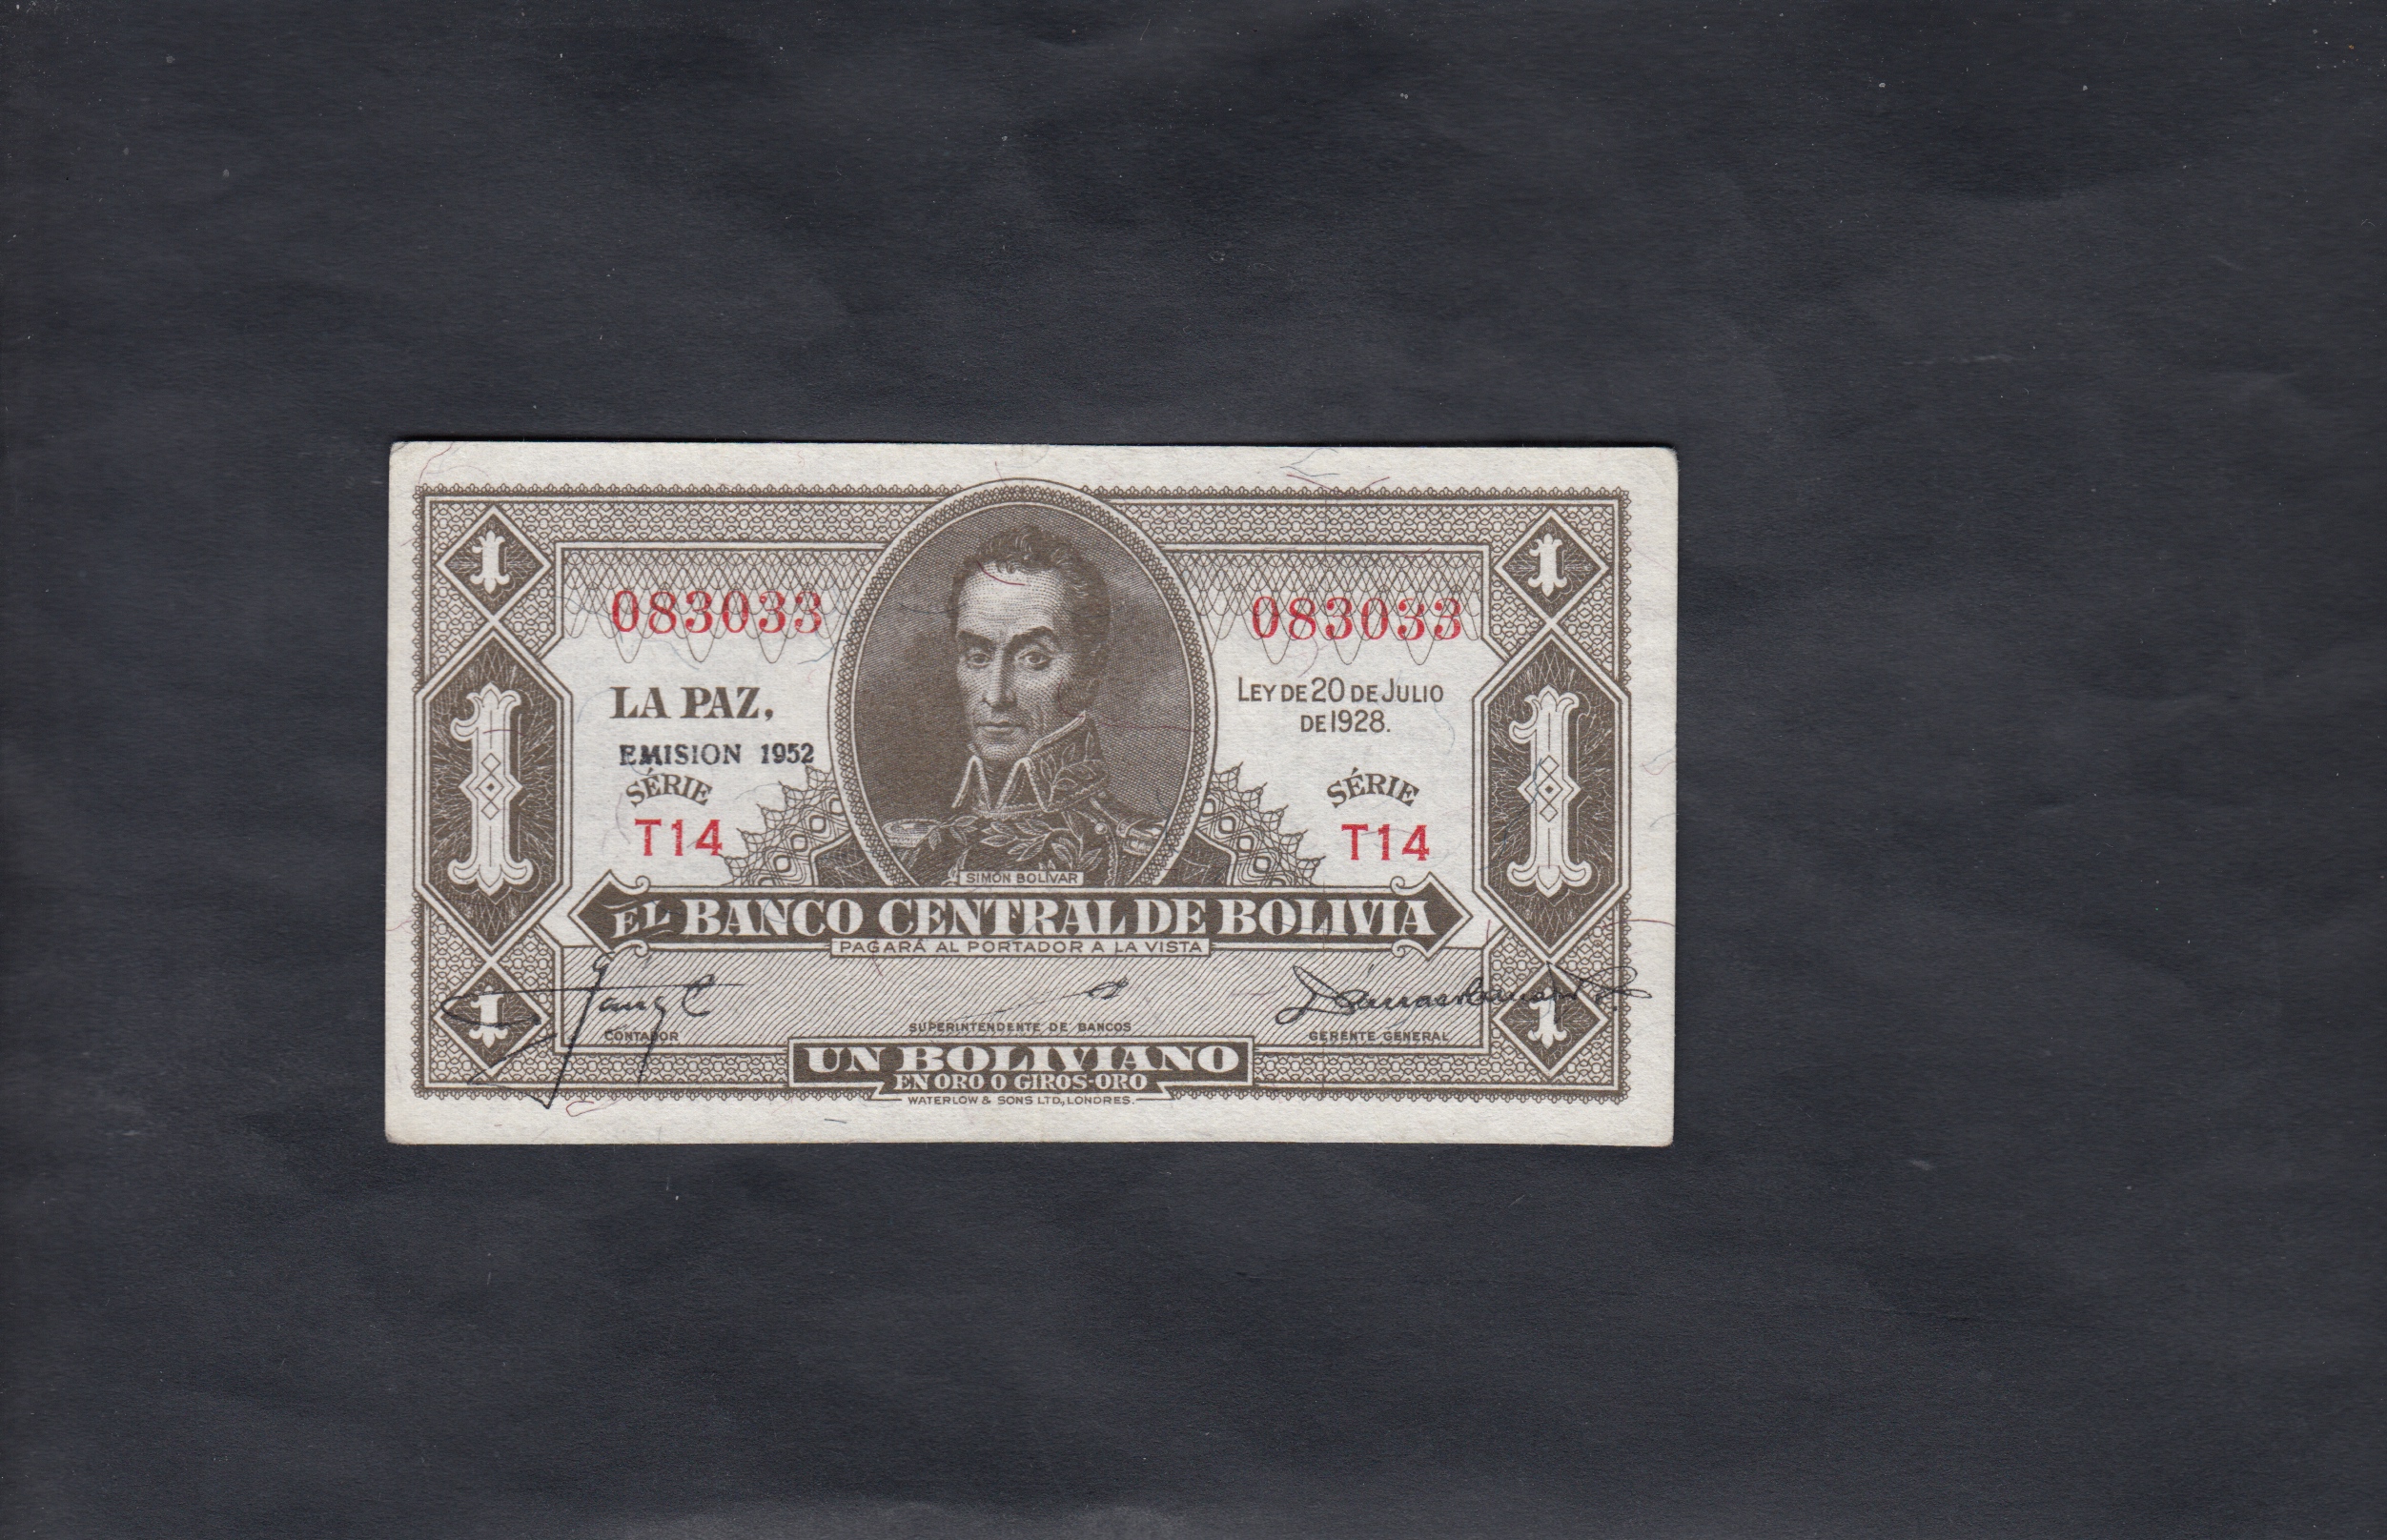 1
1
083033
083033
LA PAZ,
EMISION 1952
SÉRIE
T14
LEY DE 20 DE JULIO
DE 1928.
SÉRIE
T14
1
1
SIMÓN BOLÍVAR
EL BANCO CENTRAL DE BOLIVIA
PAGARÁ AL PORTADOR A LA VISTA
1
1
CONTADOR
SUPERINTENDENTE DE BANCOS
GERENTE GENERAL
UN BOLIVIANO
EN ORO O GIROS-ORO
WATERLOW & SONS LTD, LONDRES.